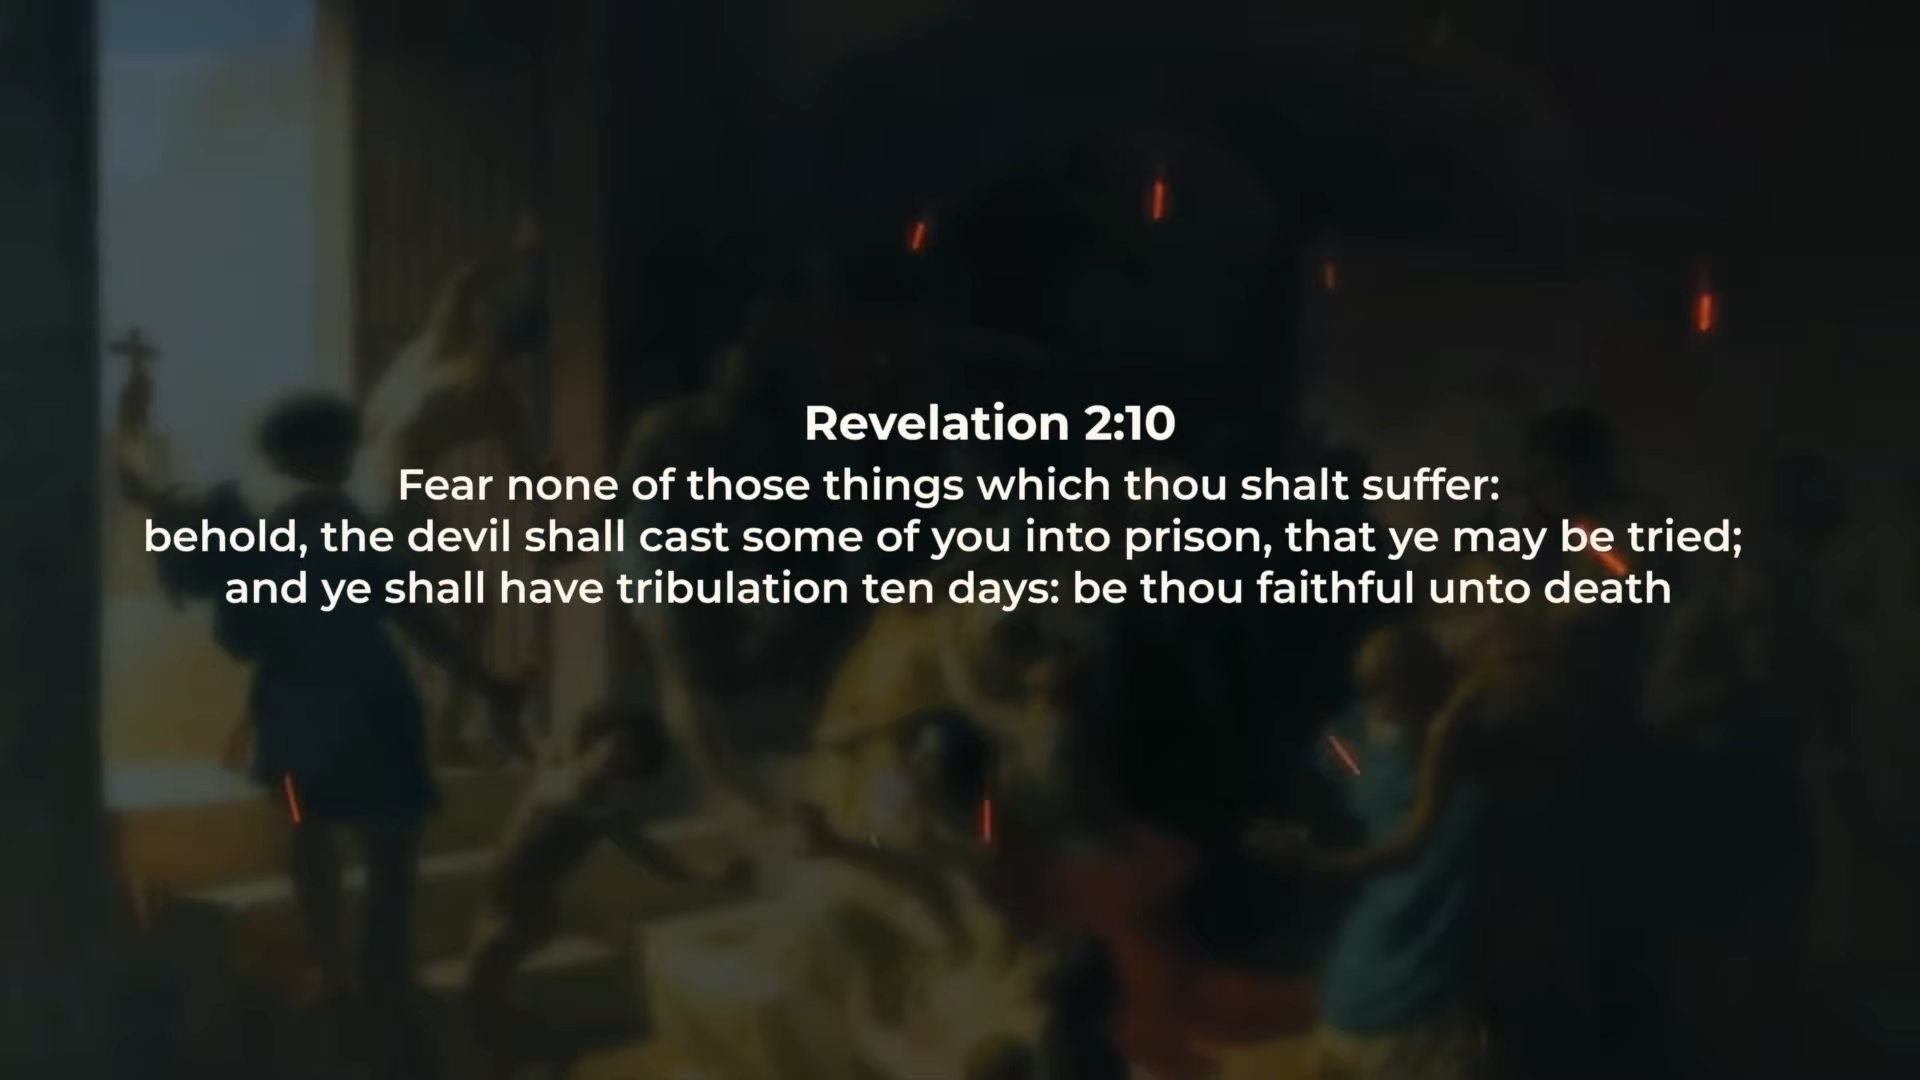 Revelation 2:10
Fear none of those things which thou shalt suffer:
behold, the devil shall cast some of you into prison, that ye may be tried;
and ye shall have tribulation ten days: be thou faithful unto death